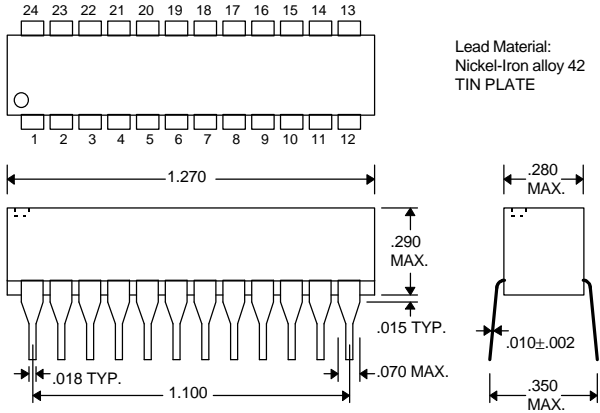 24 23 22 21 20 19 18 17 16 15 14 13
Lead Material:
Nickel-Iron alloy 42
TIN PLATE
1 2 3 4 5 6 7 8 9 10 11 12
1.270
.280
MAX.
.290
MAX.
.015 TYP.
.010±.002
.018 TYP.
.070 MAX.
1.100
.350
MAX.